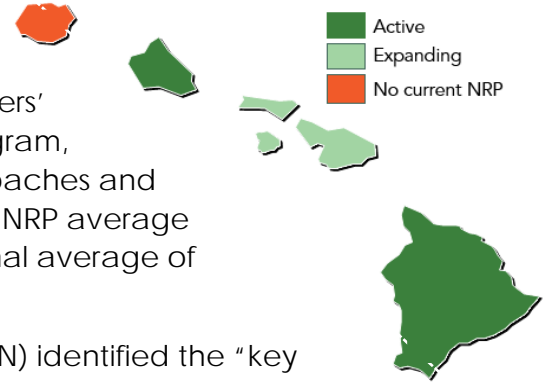 Active
Expanding
No current NRP
ers’
gram,
oaches and
NRP average
nal average of
N) identified the “key